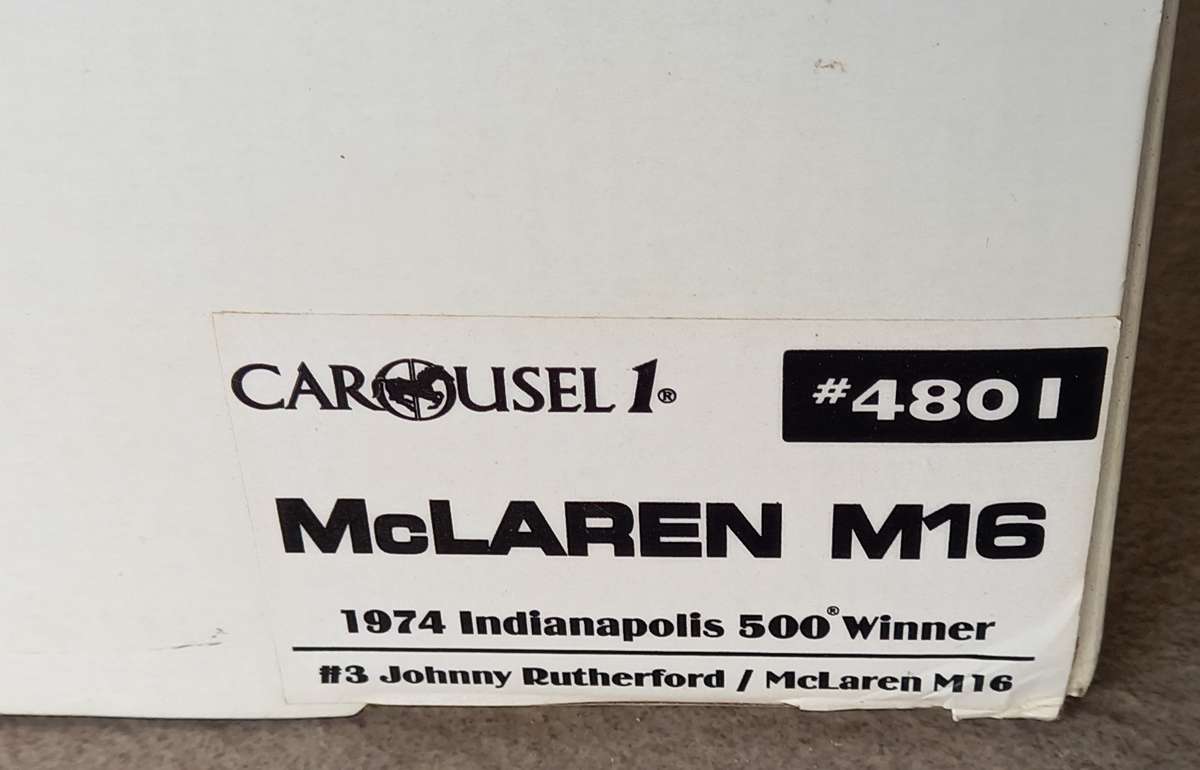 CAROUSEL 1®
#4801
McLAREN M16
1974 Indianapolis 500® Winner
#3 Johnny Rutherford / McLaren M16